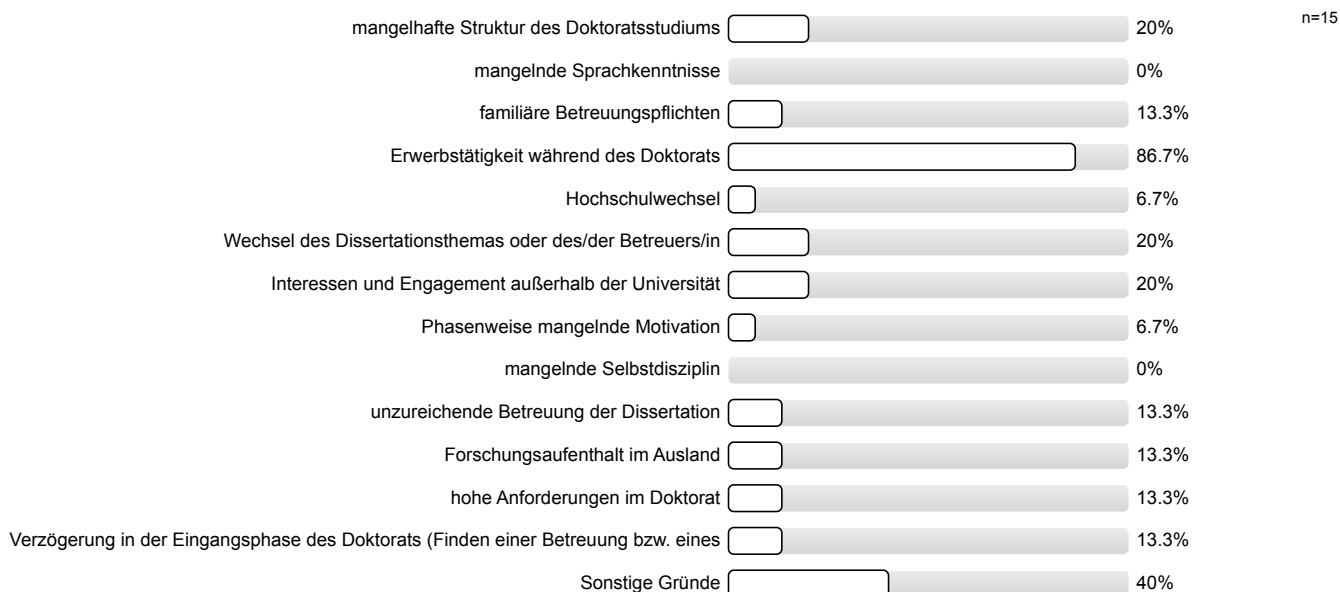 n=15
mangelhafte Struktur des Doktoratsstudiums 20%
mangelnde Sprachkenntnisse 0%
familiäre Betreuungspflichten 13.3%
Erwerbstätigkeit während des Doktorats 86.7%
Hochschulwechsel 6.7%
Wechsel des Dissertationsthemas oder des/der Betreuers/in 20%
Interessen und Engagement außerhalb der Universität 20%
Phasenweise mangelnde Motivation 6.7%
mangelnde Selbstdisziplin 0%
unzureichende Betreuung der Dissertation 13.3%
Forschungsaufenthalt im Ausland 13.3%
hohe Anforderungen im Doktorat 13.3%
Verzögerung in der Eingangsphase des Doktorats (Finden einer Betreuung bzw. eines 13.3%
Sonstige Gründe 40%